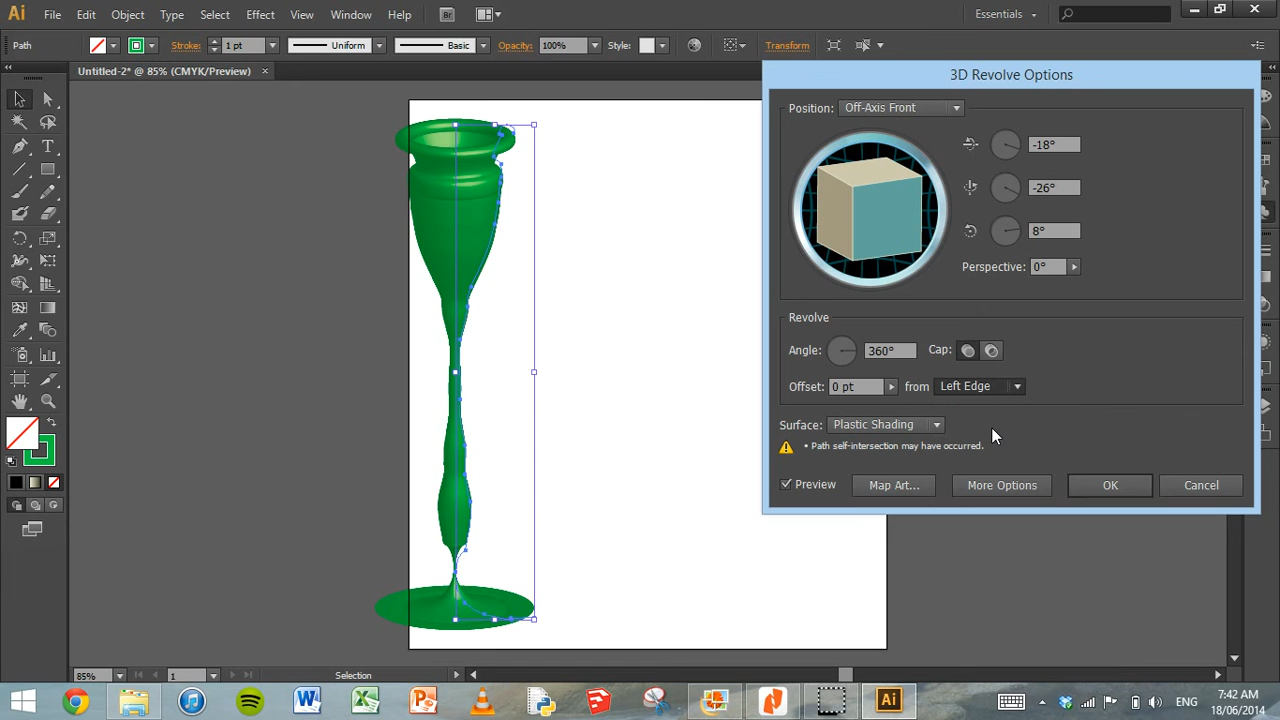 Ai File Edit Object Type Select Effect View Window Help Br Essentials
Path Stroke: 1 pt Uniform Basic Opacity: 100% Style: Transform
Untitled-2* @ 85% (CMYK/Preview) ×
3D Revolve Options
Position: Off-Axis Front
-18°
-26°
8°
Perspective: 0°
Revolve
Angle: 360° Cap:
Offset: 0 pt from Left Edge
Surface: Plastic Shading
• Path self-intersection may have occurred.
Preview Map Art... More Options OK Cancel
85% 1 Selection
ENG 7:42 AM
18/06/2014